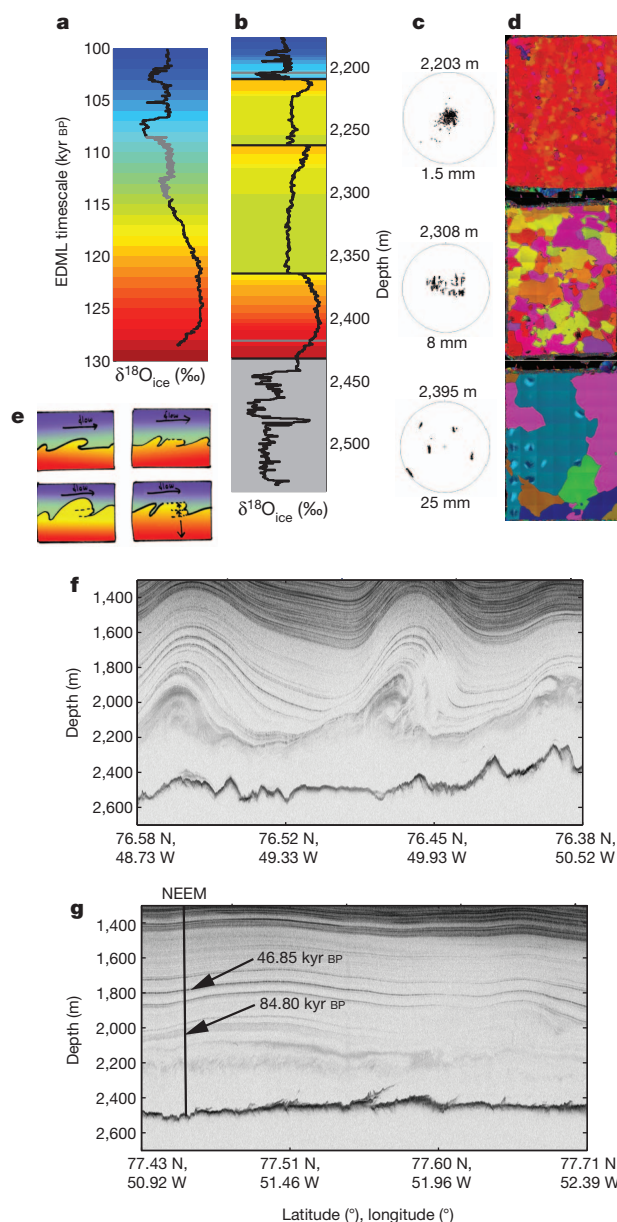 a
b
c
d
100
105
110
115
120
125
130
EDML timescale (kyr BP)
δ¹⁸Oice (‰)
2,200
2,250
2,300
2,350
2,400
2,450
2,500
Depth (m)
δ¹⁸Oice (‰)
2,203 m
1.5 mm
2,308 m
8 mm
2,395 m
25 mm
e
flow
flow
flow
flow
f
1,400
1,600
1,800
2,000
2,200
2,400
2,600
Depth (m)
76.58 N, 76.52 N, 76.45 N, 76.38 N,
48.73 W 49.33 W 49.93 W 50.52 W
g
NEEM
46.85 kyr BP
84.80 kyr BP
1,400
1,600
1,800
2,000
2,200
2,400
2,600
Depth (m)
77.43 N, 77.51 N, 77.60 N, 77.71 N,
50.92 W 51.46 W 51.96 W 52.39 W
Latitude (°), longitude (°)